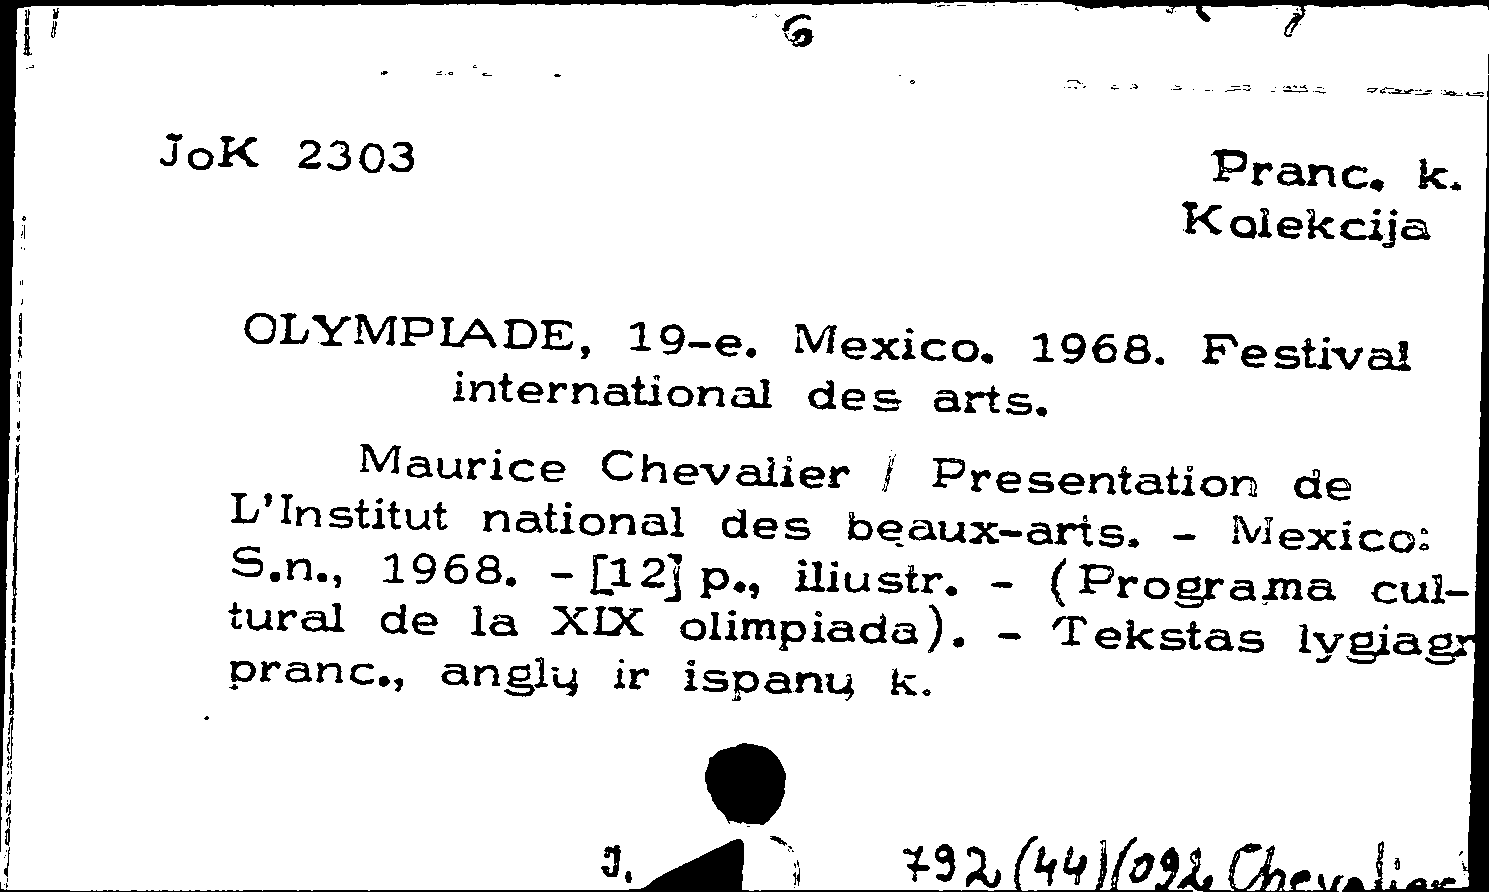 JoK 2303
Pranc. k.
Kolekcija
OLYMPIADE, 19-e. Mexico. 1968. Festival
international des arts.
Maurice Chevalier / Presentation de
L'Institut national des beaux-arts. - Mexico:
S.n., 1968. - [12] p., iliustr. - (Programa cul-
tural de la XIX olimpiada). - Tekstas lygiagr
pranc., anglų ir ispanų k.
J. 792(44)(092 Chevalier